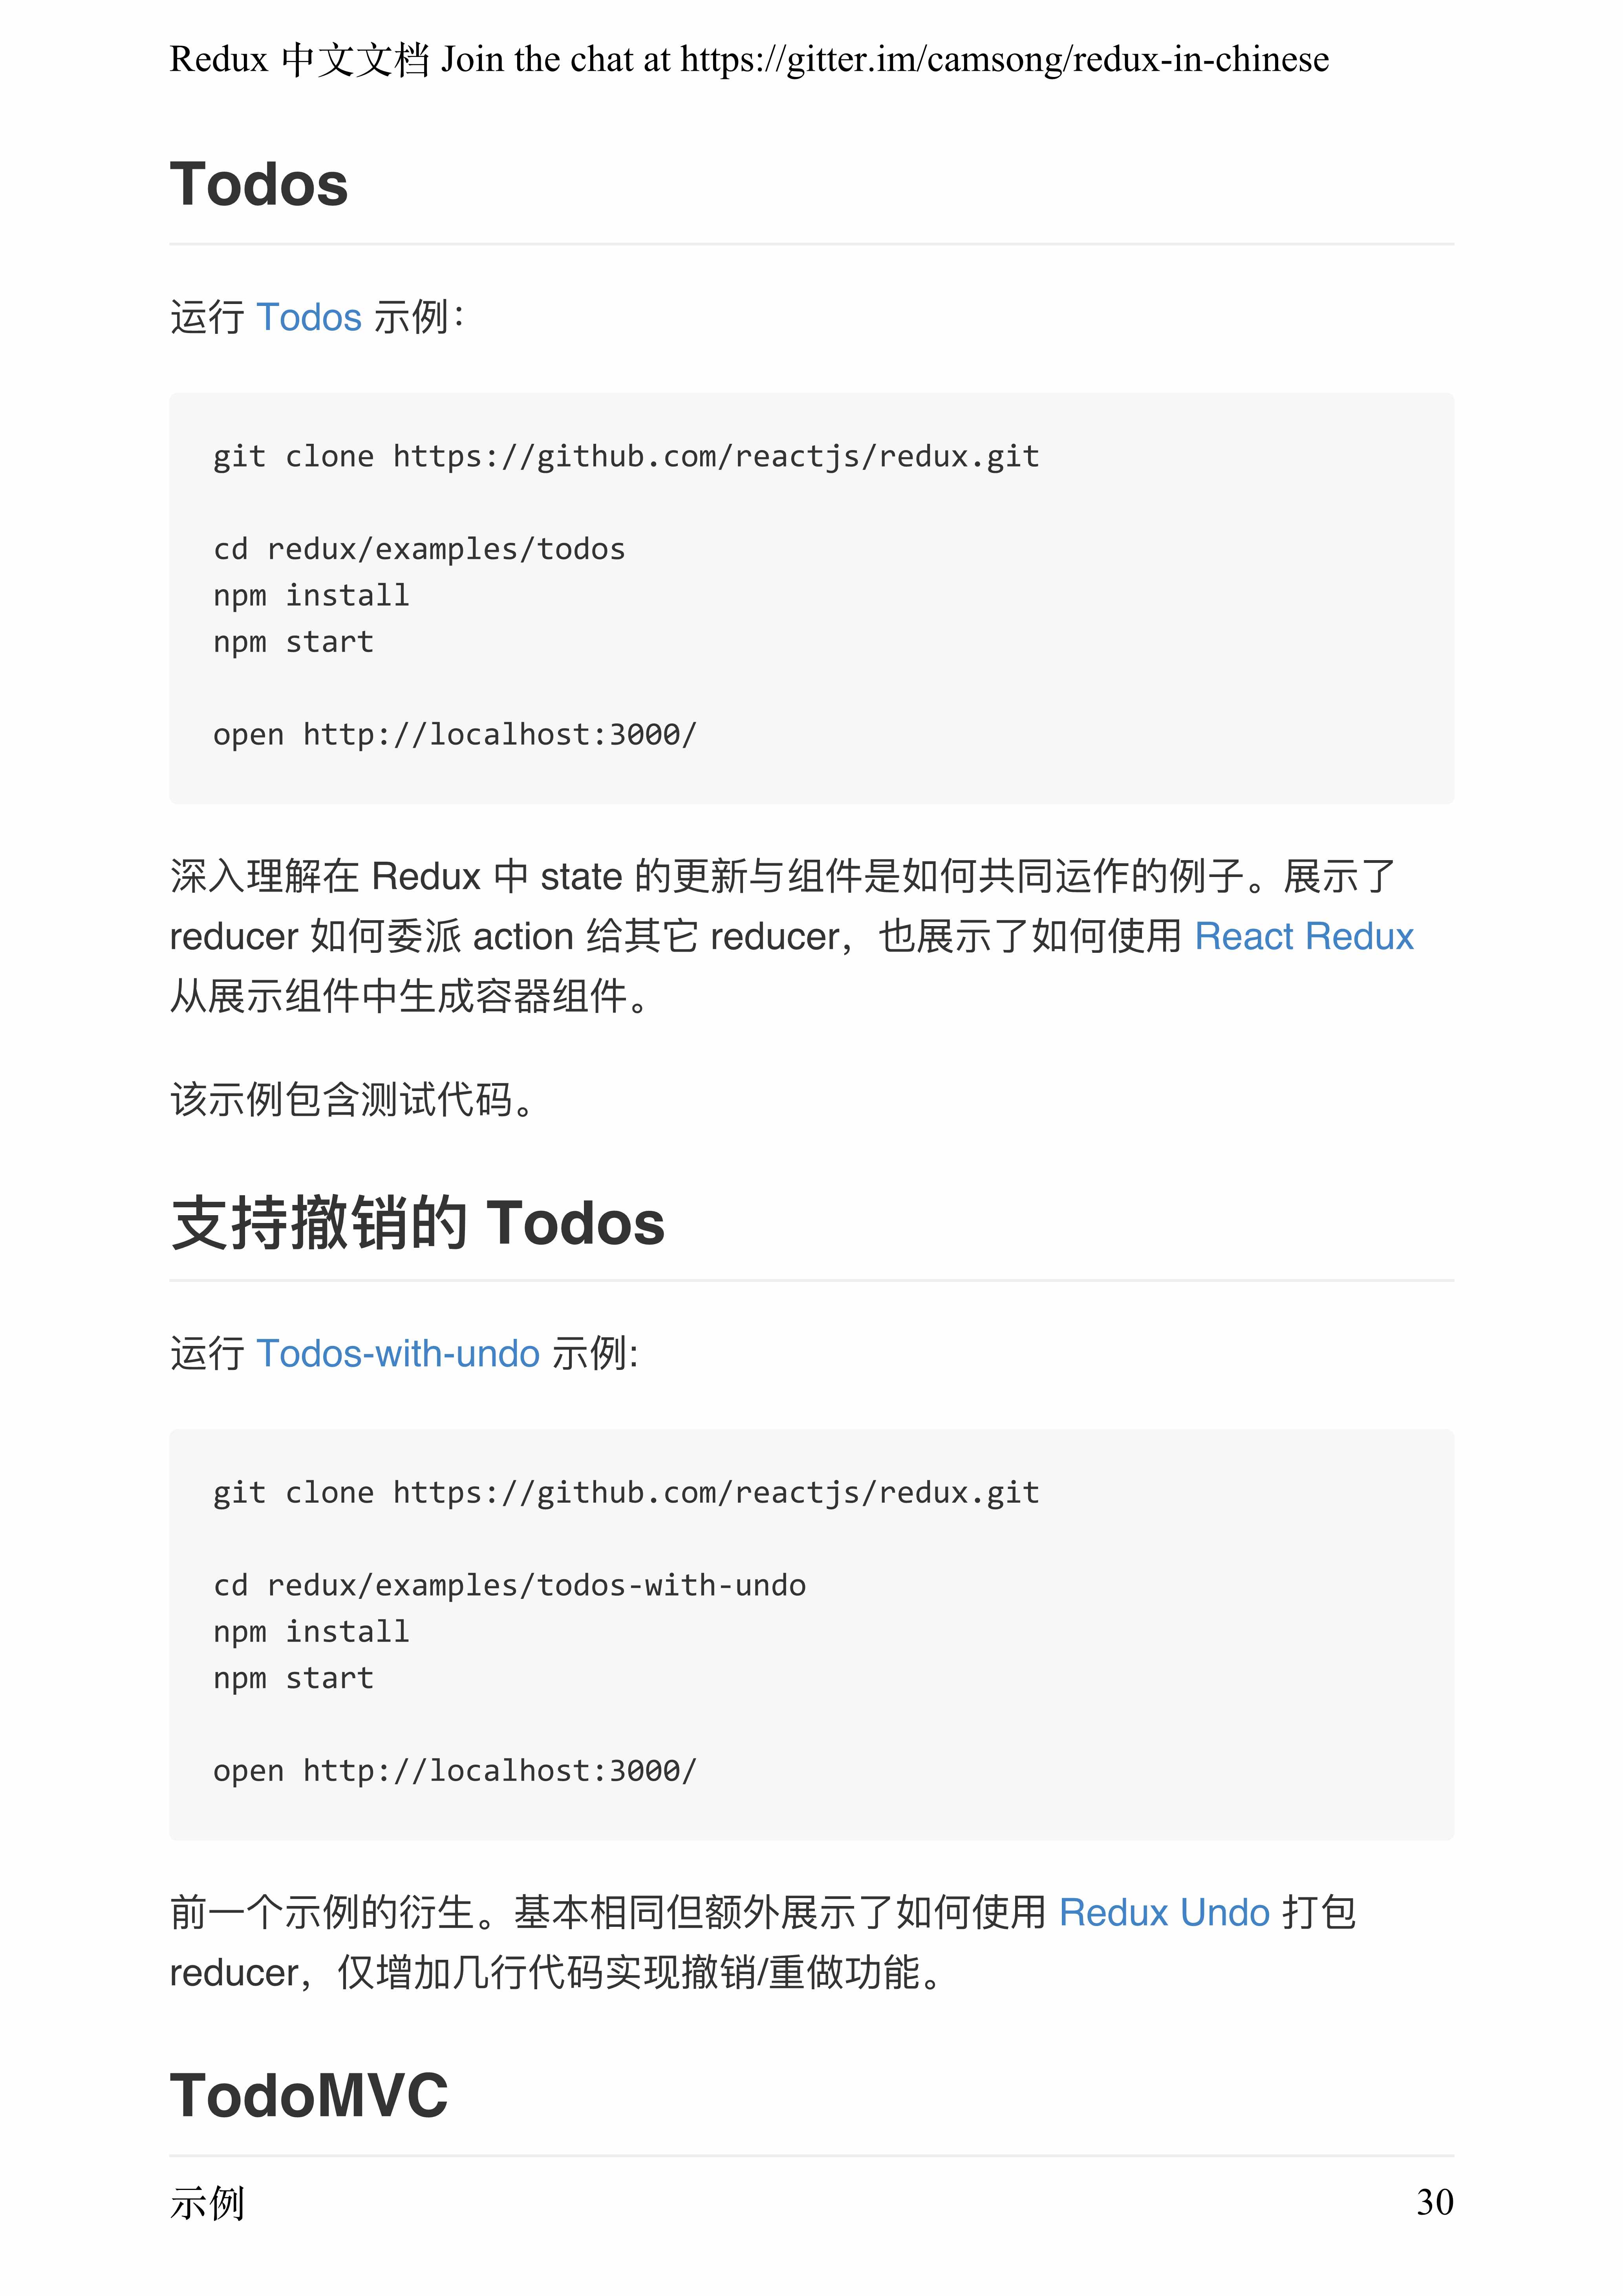 Redux 中文文档 Join the chat at https://gitter.im/camsong/redux-in-chinese
Todos
运行 Todos 示例：
git clone https://github.com/reactjs/redux.git
cd redux/examples/todos
npm install
npm start
open http://localhost:3000/
深入理解在 Redux 中 state 的更新与组件是如何共同运作的例子。展示了
reducer 如何委派 action 给其它 reducer，也展示了如何使用 React Redux
从展示组件中生成容器组件。
该示例包含测试代码。
支持撤销的 Todos
运行 Todos-with-undo 示例:
git clone https://github.com/reactjs/redux.git
cd redux/examples/todos-with-undo
npm install
npm start
open http://localhost:3000/
前一个示例的衍生。基本相同但额外展示了如何使用 Redux Undo 打包
reducer，仅增加几行代码实现撤销/重做功能。
TodoMVC
示例 30